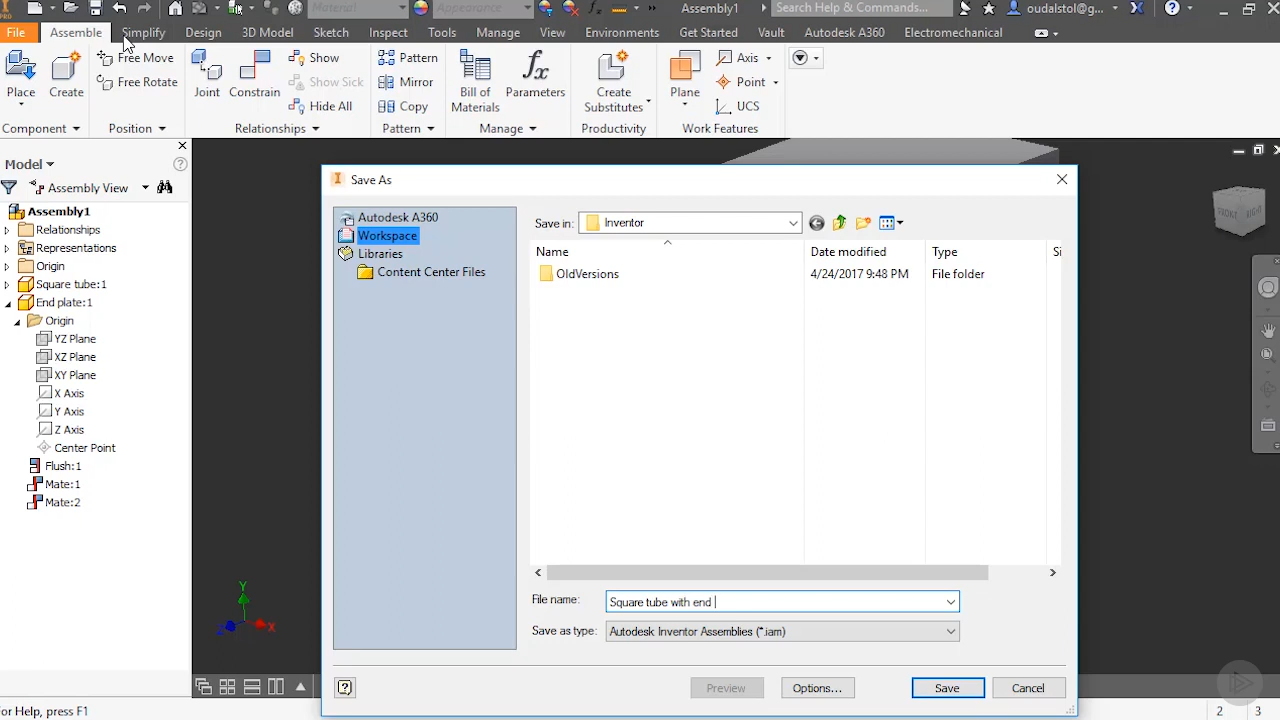 PRO
Material
Appearance
Assembly1
Search Help & Commands...
oudalstol@g...
File
Assemble
Simplify
Design
3D Model
Sketch
Inspect
Tools
Manage
View
Environments
Get Started
Vault
Autodesk A360
Electromechanical
Place
Create
Free Move
Free Rotate
Joint
Constrain
Show
Show Sick
Hide All
Pattern
Mirror
Copy
Bill of
Materials
fx
Parameters
Create
Substitutes
Plane
Axis
Point
UCS
Component
Position
Relationships
Pattern
Manage
Productivity
Work Features
Model
Assembly View
Assembly1
Relationships
Representations
Origin
Square tube:1
End plate:1
Origin
YZ Plane
XZ Plane
XY Plane
X Axis
Y Axis
Z Axis
Center Point
Flush:1
Mate:1
Mate:2
Save As
Autodesk A360
Workspace
Libraries
Content Center Files
Save in:
Inventor
Name
Date modified
Type
Si
OldVersions
4/24/2017 9:48 PM
File folder
File name:
Square tube with end
Save as type:
Autodesk Inventor Assemblies (*.iam)
Preview
Options...
Save
Cancel
Y
Z
X
For Help, press F1
2
3